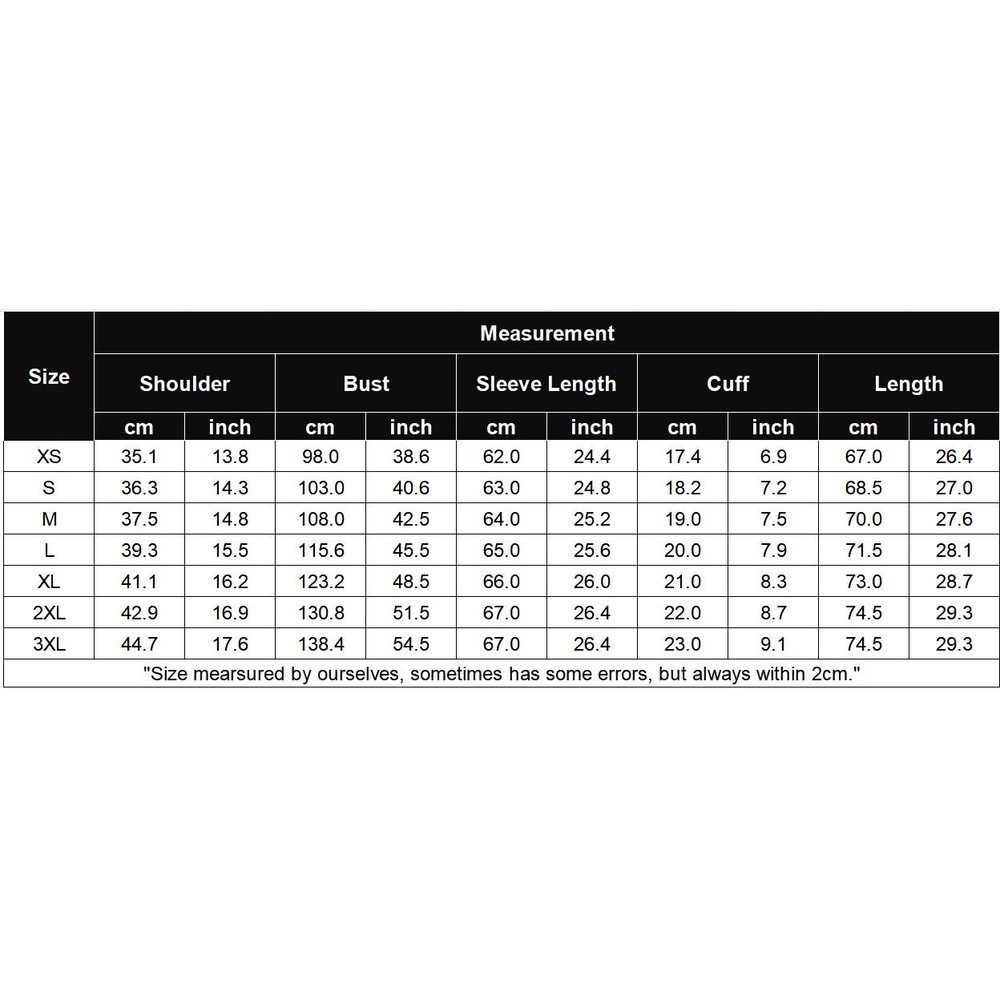 Measurement
Size
Shoulder Bust Sleeve Length Cuff Length
cm inch cm inch cm inch cm inch cm inch
XS 35.1 13.8 98.0 38.6 62.0 24.4 17.4 6.9 67.0 26.4
S 36.3 14.3 103.0 40.6 63.0 24.8 18.2 7.2 68.5 27.0
M 37.5 14.8 108.0 42.5 64.0 25.2 19.0 7.5 70.0 27.6
L 39.3 15.5 115.6 45.5 65.0 25.6 20.0 7.9 71.5 28.1
XL 41.1 16.2 123.2 48.5 66.0 26.0 21.0 8.3 73.0 28.7
2XL 42.9 16.9 130.8 51.5 67.0 26.4 22.0 8.7 74.5 29.3
3XL 44.7 17.6 138.4 54.5 67.0 26.4 23.0 9.1 74.5 29.3
"Size mearsured by ourselves, sometimes has some errors, but always within 2cm."